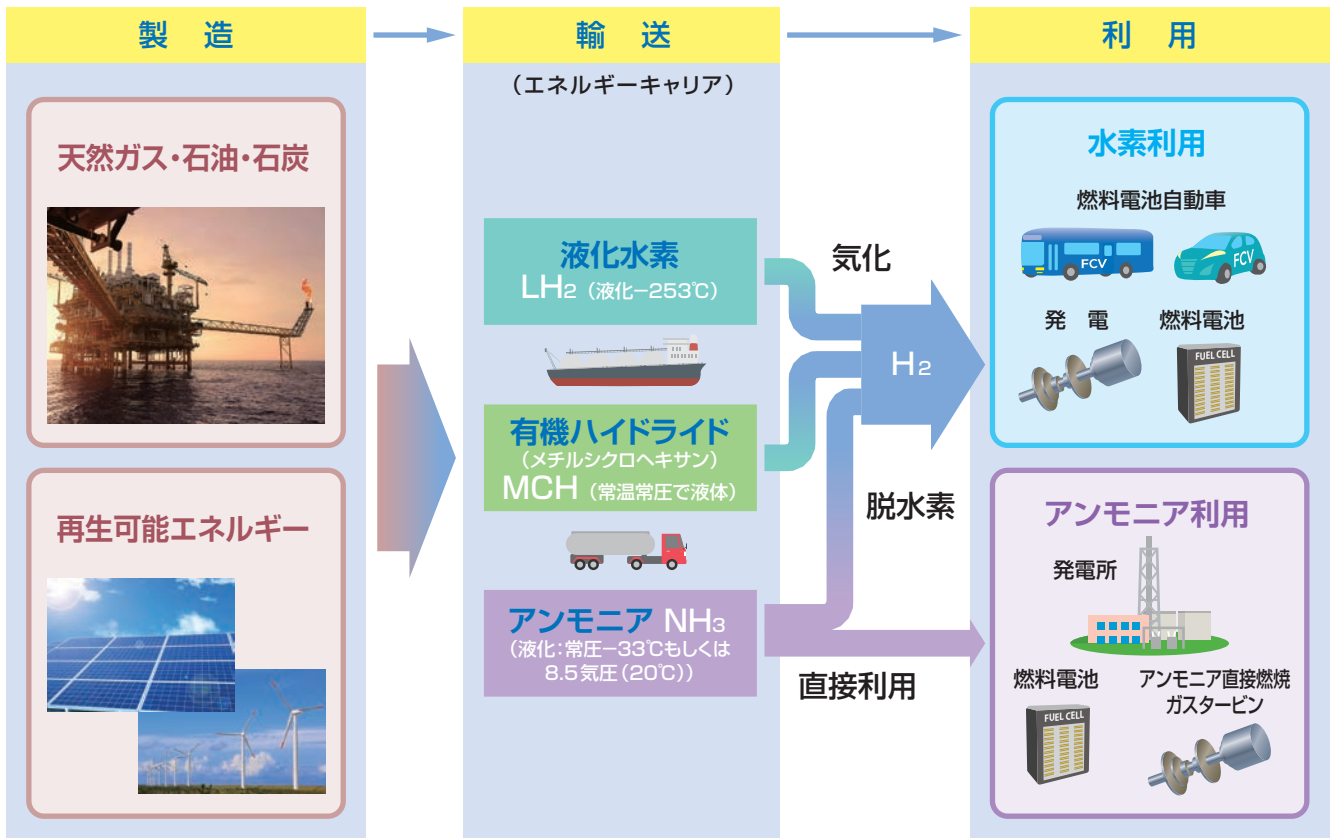 製 造
輸 送
利 用
(エネルギーキャリア)
天然ガス・石油・石炭
再生可能エネルギー
液化水素
LH2 (液化−253℃)
有機ハイドライド
(メチルシクロヘキサン)
MCH (常温常圧で液体)
アンモニア NH3
(液化:常圧−33℃もしくは
8.5気圧(20℃))
気化
H2
脱水素
直接利用
水素利用
燃料電池自動車
FCV
FCV
発 電
燃料電池
FUEL CELL
アンモニア利用
発電所
燃料電池
FUEL CELL
アンモニア直接燃焼
ガスタービン